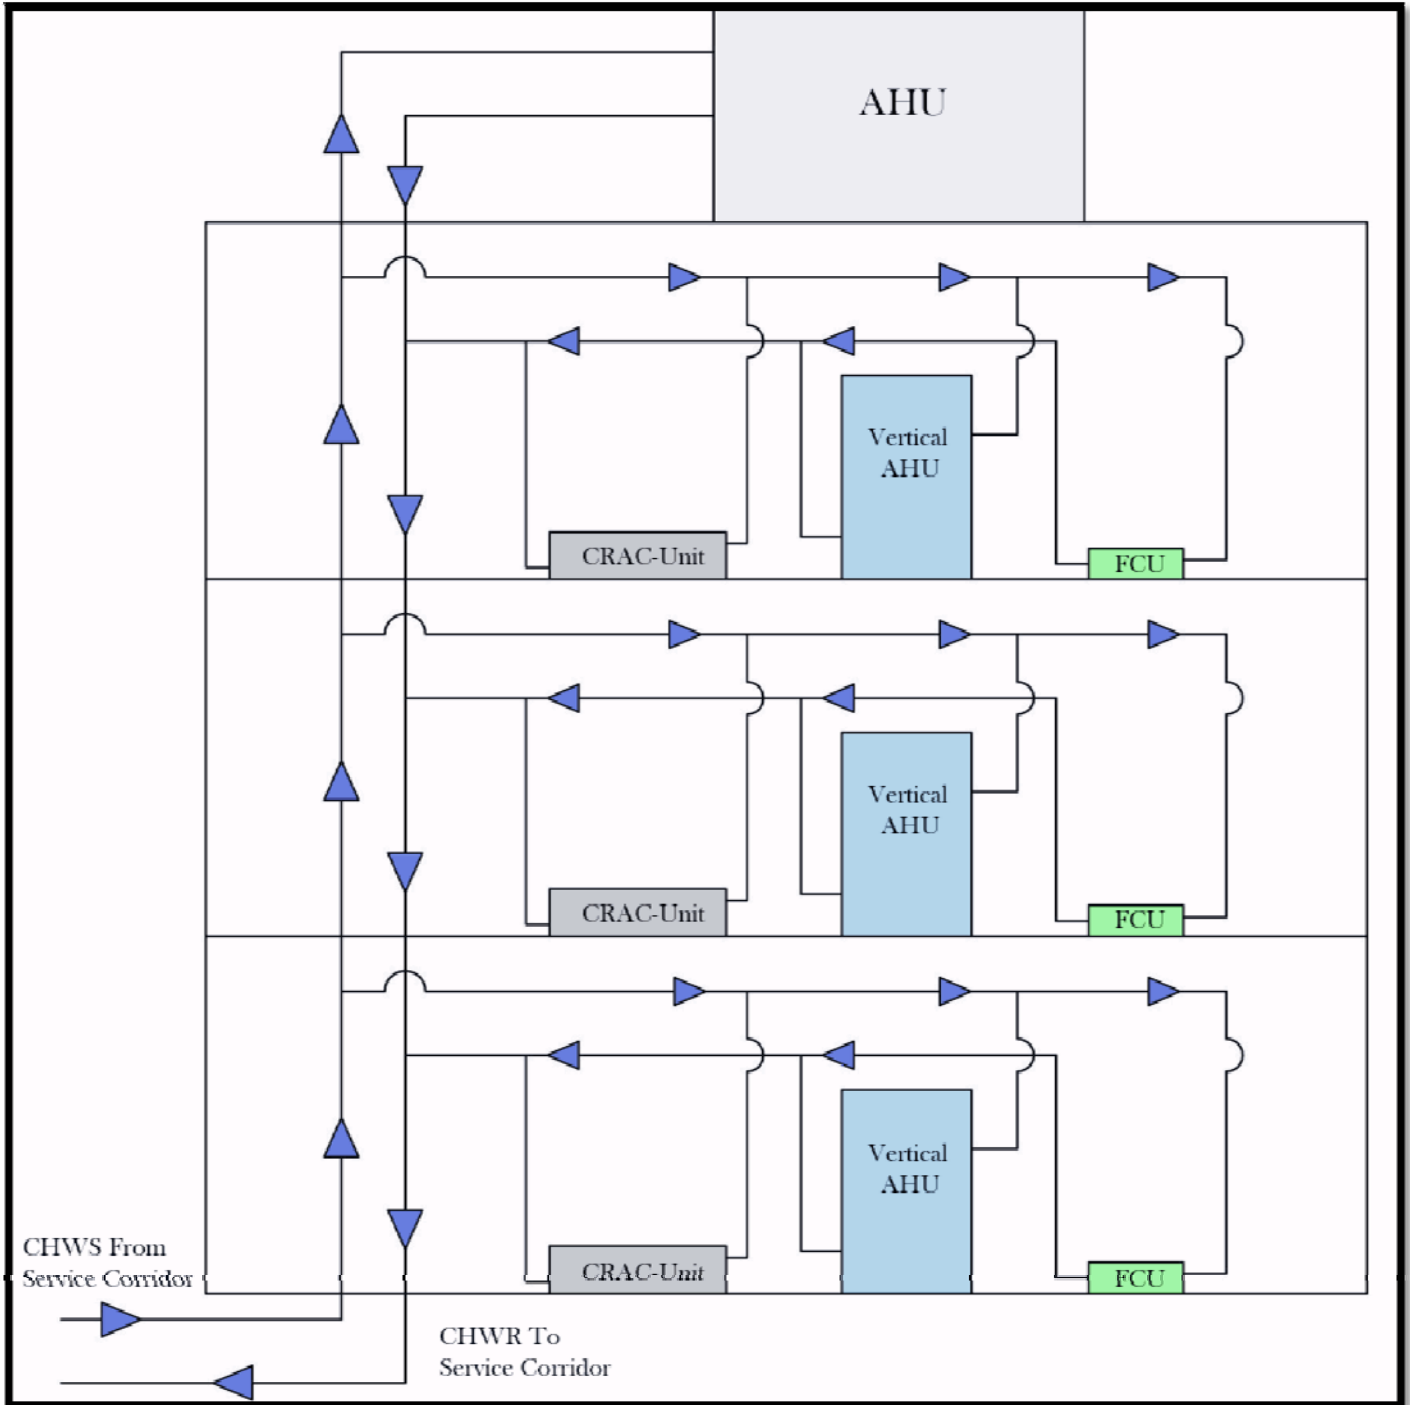 AHU
Vertical
AHU
CRAC-Unit
FCU
Vertical
AHU
CRAC-Unit
FCU
Vertical
AHU
CRAC-Unit
FCU
CHWS From
Service Corridor
CHWR To
Service Corridor